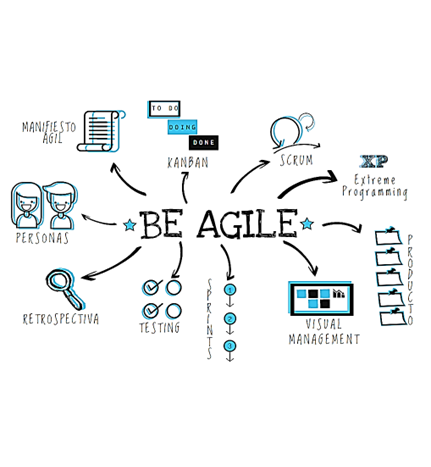 MANIFIESTO
AGIL
TO DO
DOING
DONE
KANBAN
SCRUM
XP
Extreme
Programming
PERSONAS
BE AGILE
PRODUCTO
RETROSPECTIVA
TESTING
SPRINTS
1
2
3
VISUAL
MANAGEMENT